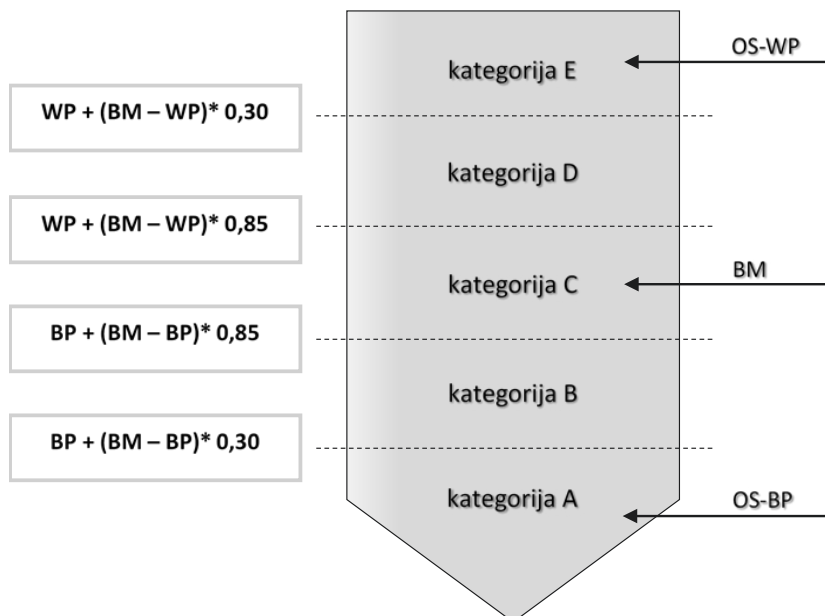 kategorija E
OS-WP
WP + (BM – WP)* 0,30
kategorija D
WP + (BM – WP)* 0,85
kategorija C
BM
BP + (BM – BP)* 0,85
kategorija B
BP + (BM – BP)* 0,30
kategorija A
OS-BP